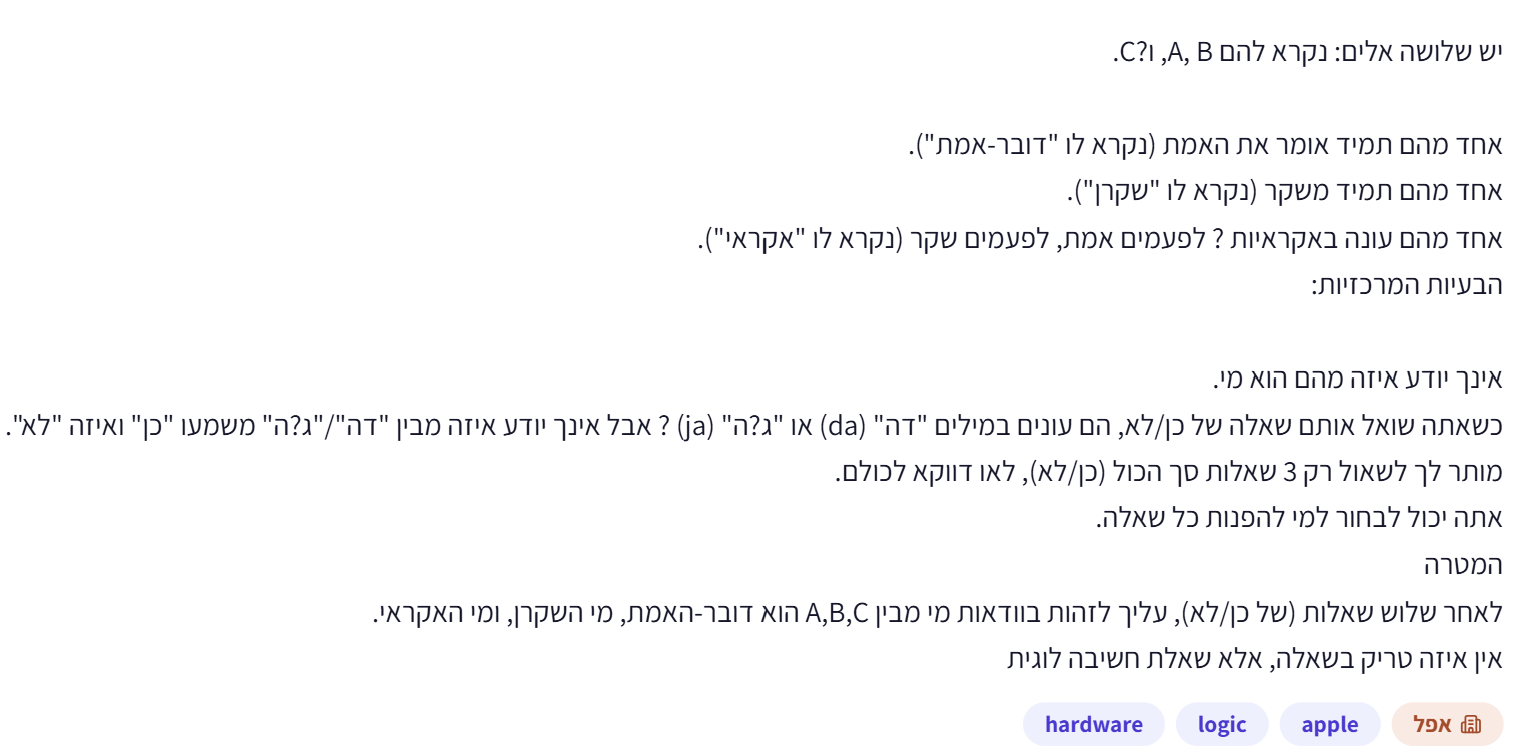 יש שלושה אלים: נקרא להם A, B, ו?C.
אחד מהם תמיד אומר את האמת (נקרא לו "דובר-אמת").
אחד מהם תמיד משקר (נקרא לו "שקרן").
אחד מהם עונה באקראיות ? לפעמים אמת, לפעמים שקר (נקרא לו "אקראי").
הבעיות המרכזיות:
אינך יודע איזה מהם הוא מי.
כשאתה שואל אותם שאלה של כן/לא, הם עונים במילים "דה" (da) או "ג?ה" (ja) ? אבל אינך יודע איזה מבין "דה"/"ג?ה" משמעו "כן" ואיזה "לא".
מותר לך לשאול רק 3 שאלות סך הכול (כן/לא), לאו דווקא לכולם.
אתה יכול לבחור למי להפנות כל שאלה.
המטרה
לאחר שלוש שאלות (של כן/לא), עליך לזהות בוודאות מי מבין A,B,C הוא דובר-האמת, מי השקרן, ומי האקראי.
אין איזה טריק בשאלה, אלא שאלת חשיבה לוגית
אפל apple logic hardware